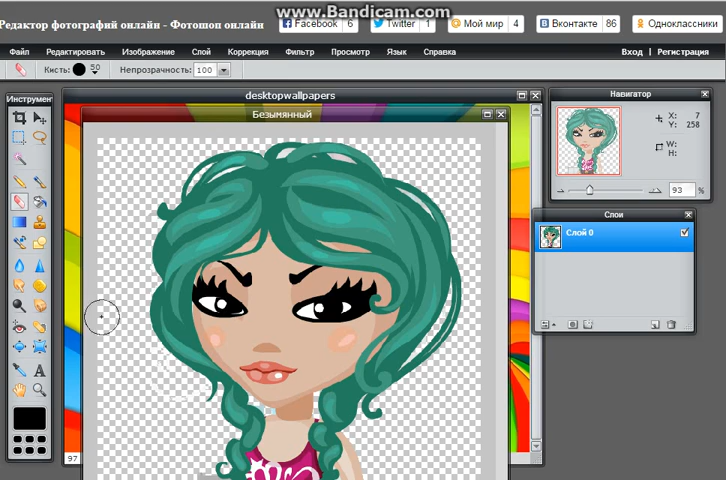 www.Bandicam.com
Редактор фотографий онлайн - Фотошоп онлайн
Facebook 6
Twitter 1
Мой мир 4
Вконтакте 86
Одноклассники
Файл Редактировать Изображение Слой Коррекция Фильтр Просмотр Язык Справка Вход | Регистрация
Кисть: 50 Непрозрачность: 100
Инструмент
desktopwallpapers
Безымянный
Навигатор
X: 7
Y: 258
W:
H:
93 %
Слои
Слой 0
97